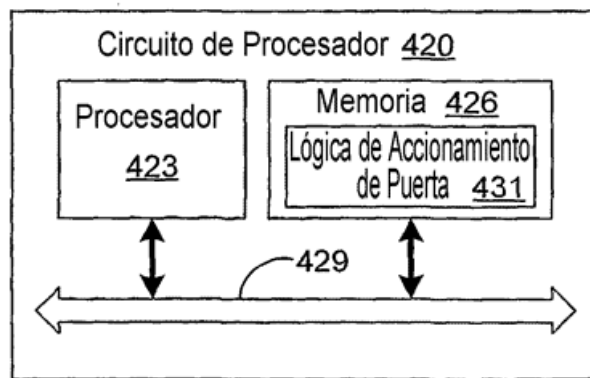 Circuito de Procesador 420
Procesador
423
Memoria 426
Lógica de Accionamiento
de Puerta 431
429